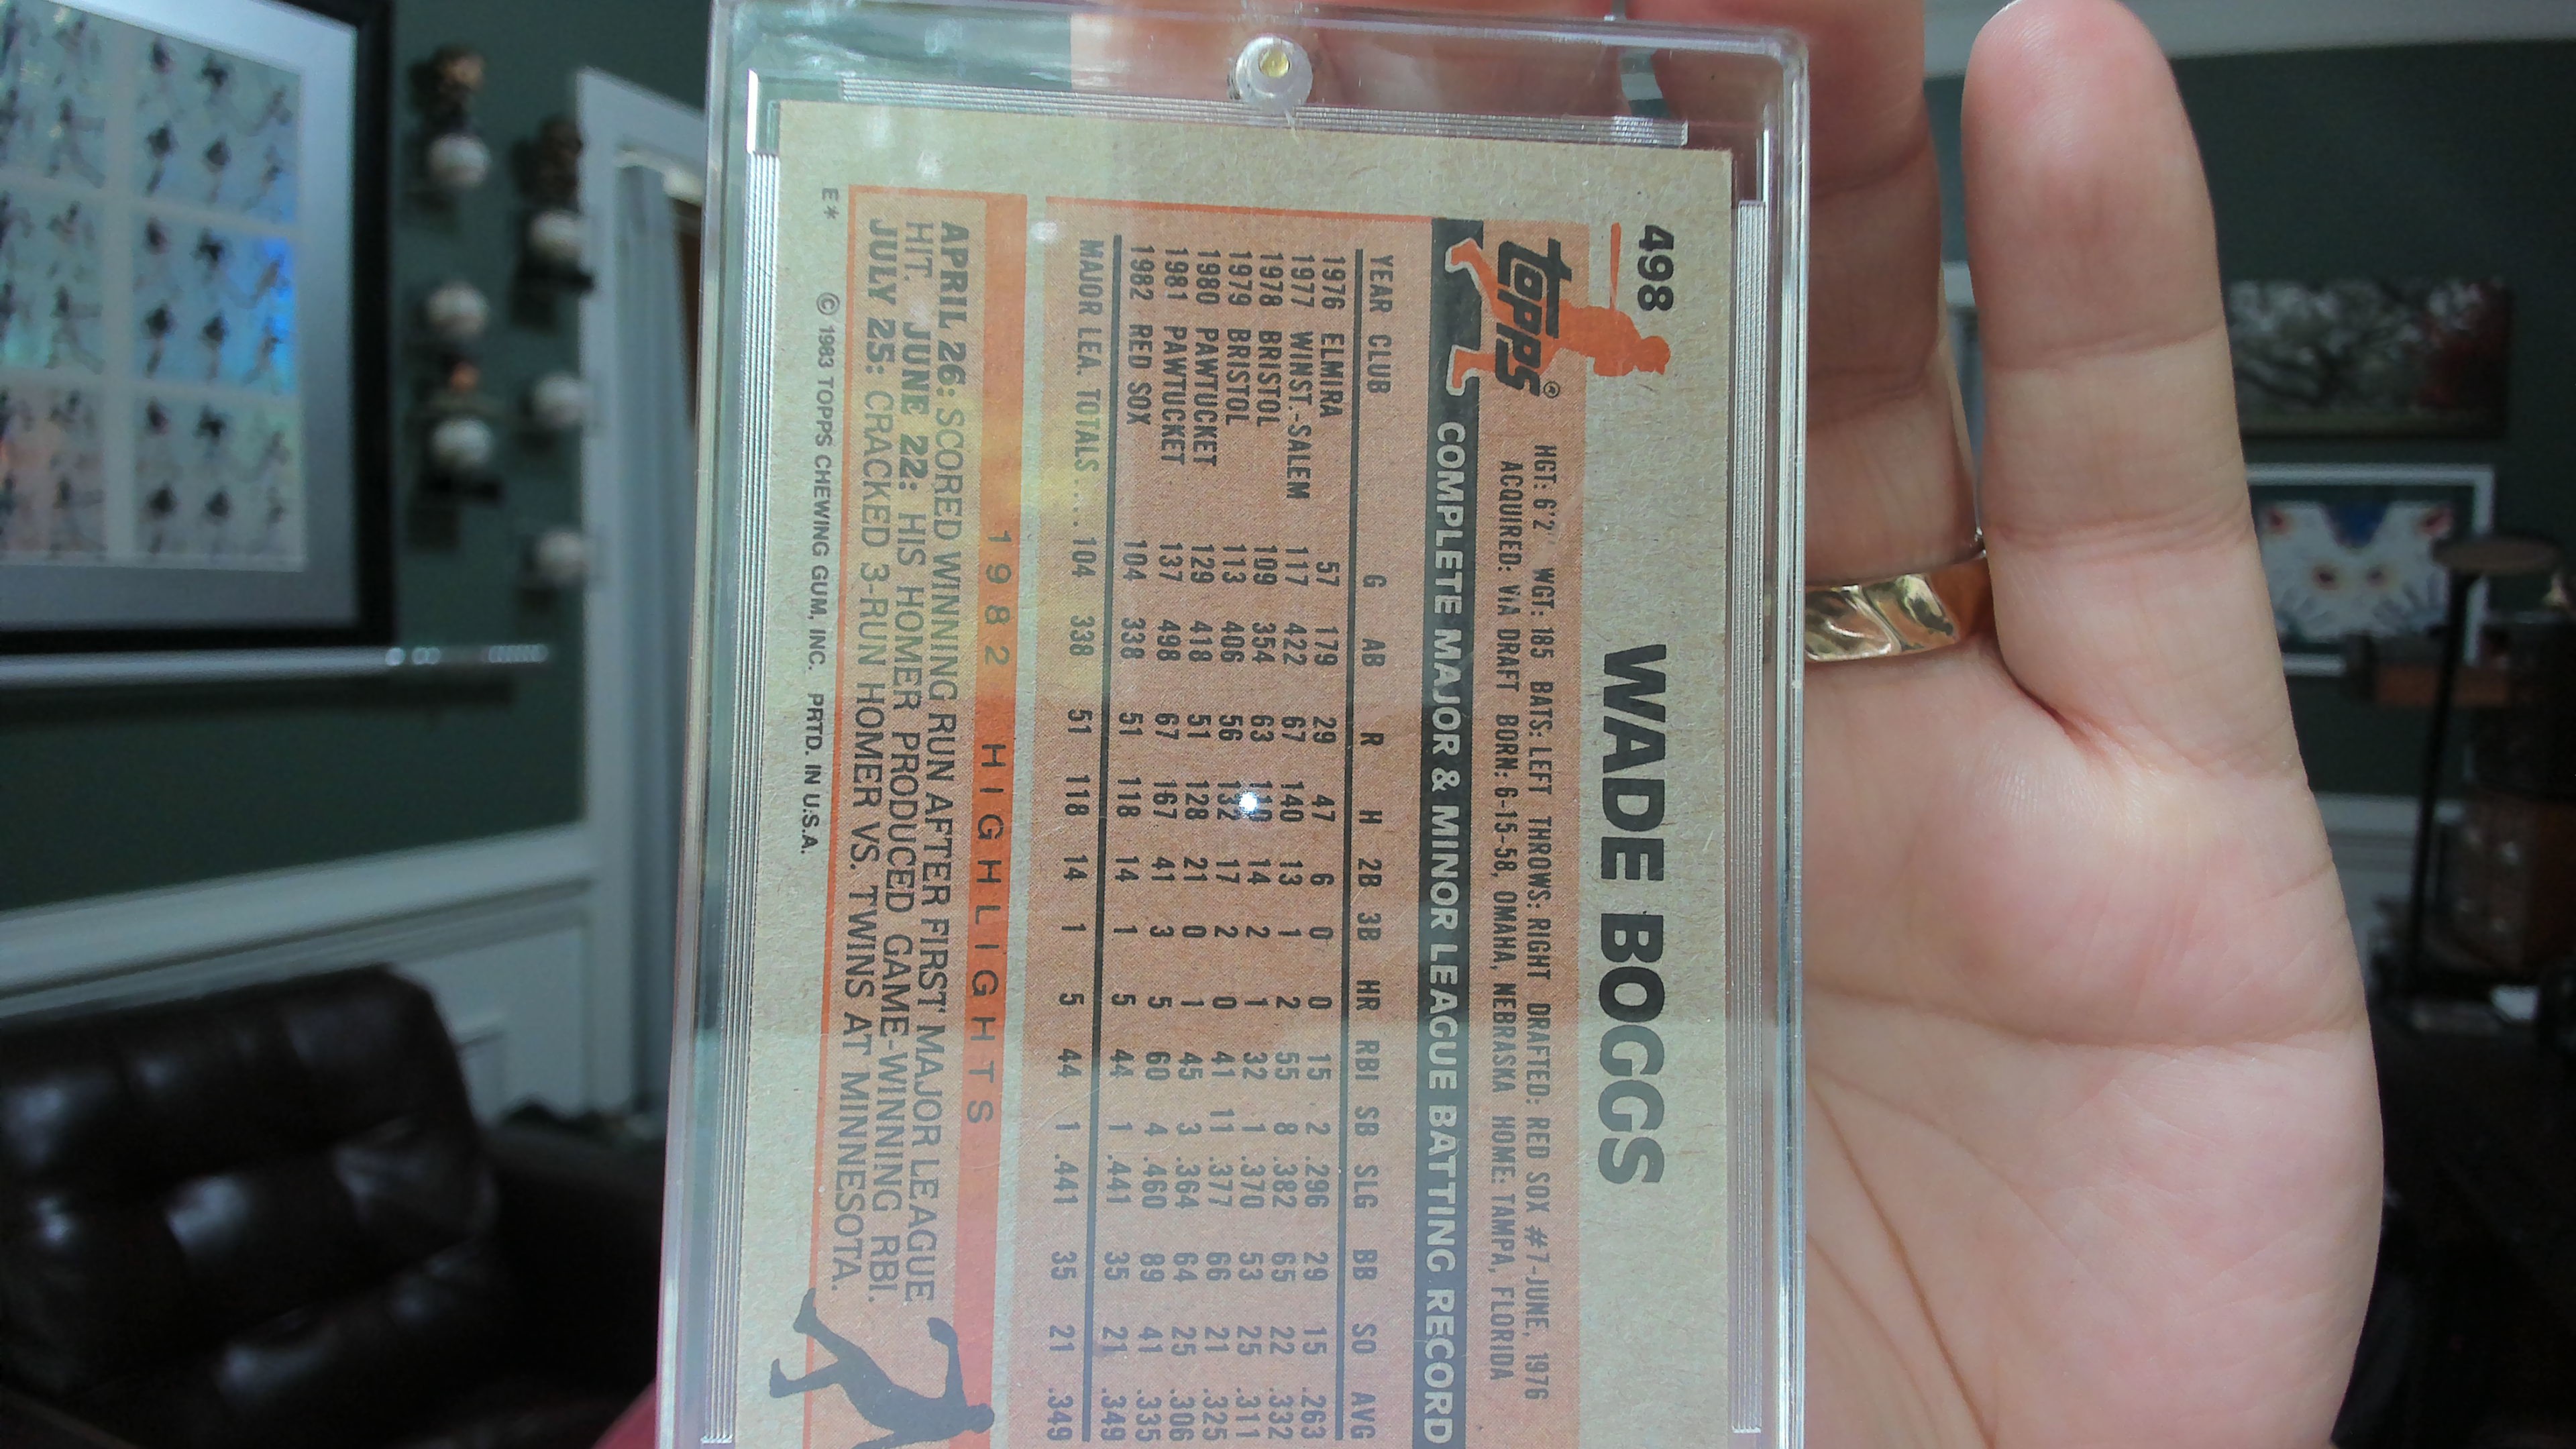 498
WADE BOGGS
topps®
HGT: 6'2" WGT: 185 BATS: LEFT THROWS: RIGHT DRAFTED: RED SOX #7-JUNE, 1976
ACQUIRED: VIA DRAFT BORN: 6-15-58, OMAHA, NEBRASKA HOME: TAMPA, FLORIDA
COMPLETE MAJOR & MINOR LEAGUE BATTING RECORD
YEAR CLUB G AB R H 2B 3B HR RBI SB SLG BB SO AVG
1976 ELMIRA 57 179 29 47 6 0 0 15 2 .296 29 15 .263
1977 WINST.-SALEM 117 422 67 140 13 1 2 55 8 .382 65 22 .332
1978 BRISTOL 109 354 63 110 14 2 1 32 1 .370 53 25 .311
1979 BRISTOL 113 406 56 132 17 2 0 41 11 .377 66 21 .325
1980 PAWTUCKET 129 418 51 128 21 0 1 45 3 .364 64 25 .306
1981 PAWTUCKET 137 498 67 167 41 3 5 60 4 .460 89 41 .335
1982 RED SOX 104 338 51 118 14 1 5 44 1 .441 35 21 .349
MAJOR LEA. TOTALS .... 104 338 51 118 14 1 5 44 1 .441 35 21 .349
1982 HIGHLIGHTS
APRIL 26: SCORED WINNING RUN AFTER FIRST MAJOR LEAGUE
HIT. JUNE 22: HIS HOMER PRODUCED GAME-WINNING RBI.
JULY 25: CRACKED 3-RUN HOMER VS. TWINS AT MINNESOTA.
E* © 1983 TOPPS CHEWING GUM, INC. PRTD. IN U.S.A.